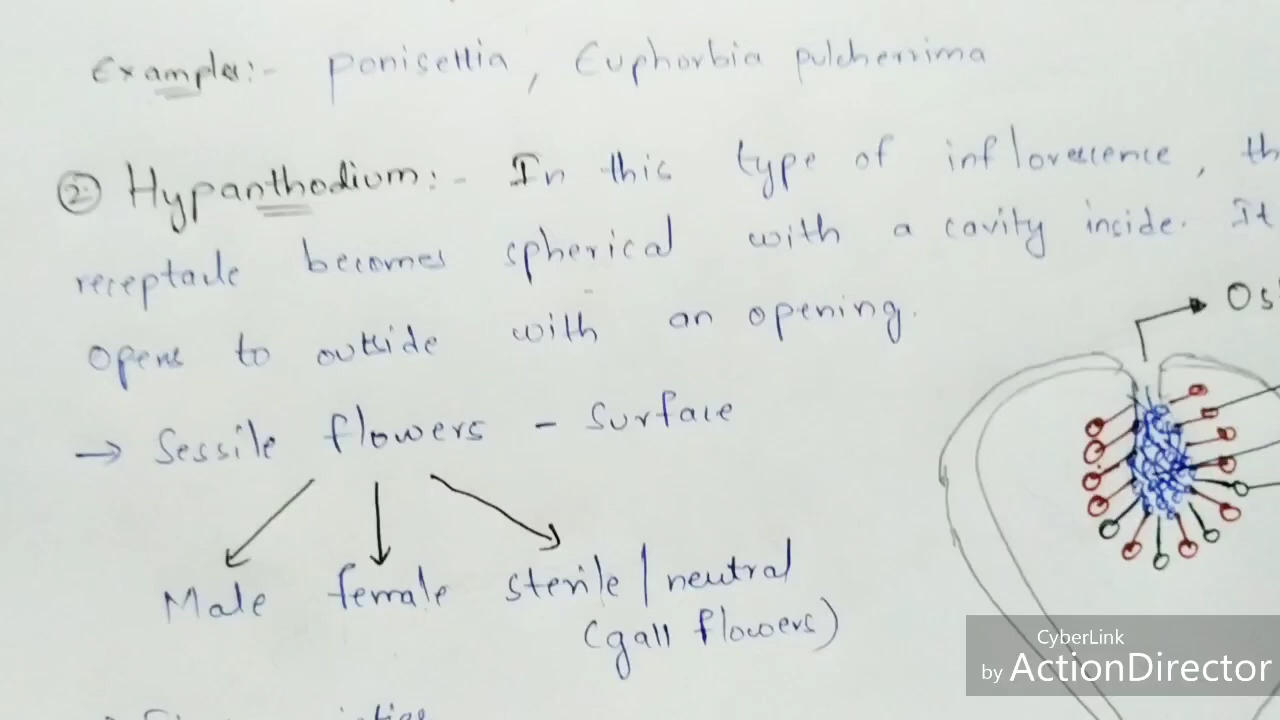 Examples:- ponisettia, Euphorbia pulcherrima
② Hypanthodium:- In this type of inflorescence, th
receptacle becomes spherical with a cavity inside. It
opens to outside with an opening.
→ Sessile flowers - Surface
Male female sterile / neutral
(gall flowers)
Os
CyberLink
by ActionDirector